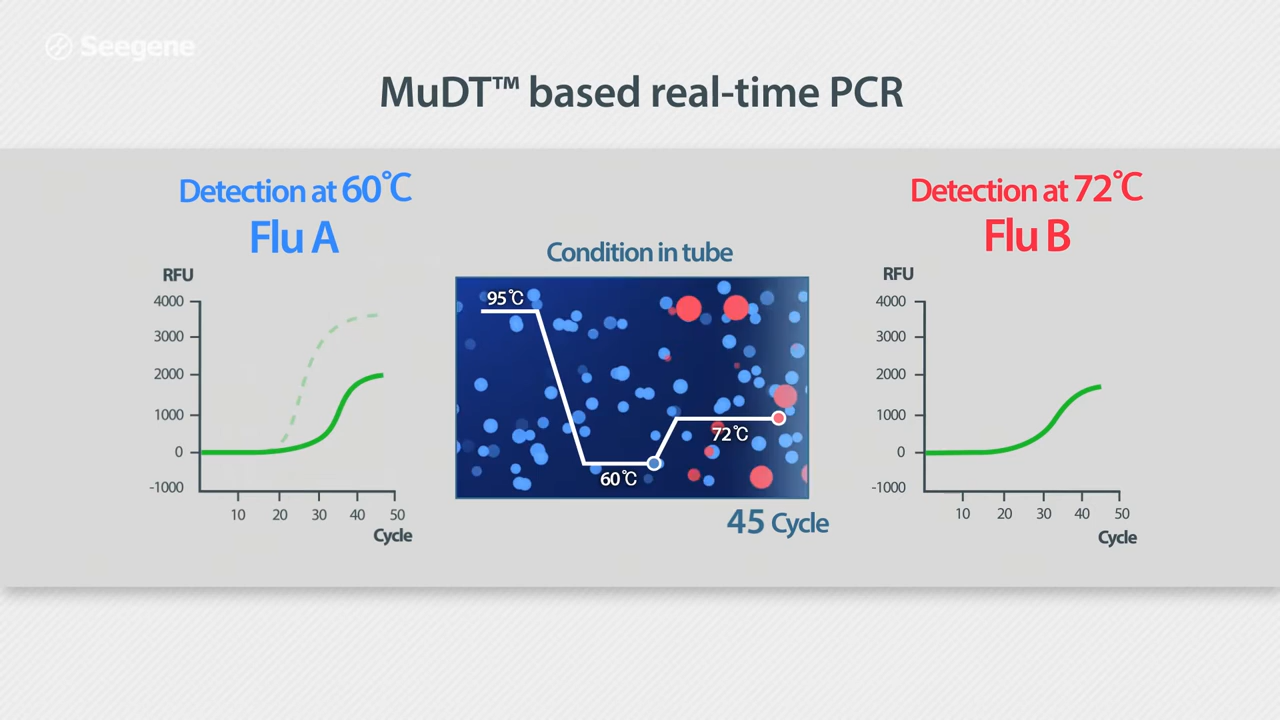 Seegene
MuDT™ based real-time PCR
Detection at 60℃
Flu A
RFU
4000
3000
2000
1000
0
-1000
10 20 30 40 50
Cycle
Condition in tube
95℃
72℃
60℃
45 Cycle
Detection at 72℃
Flu B
RFU
4000
3000
2000
1000
0
-1000
10 20 30 40 50
Cycle